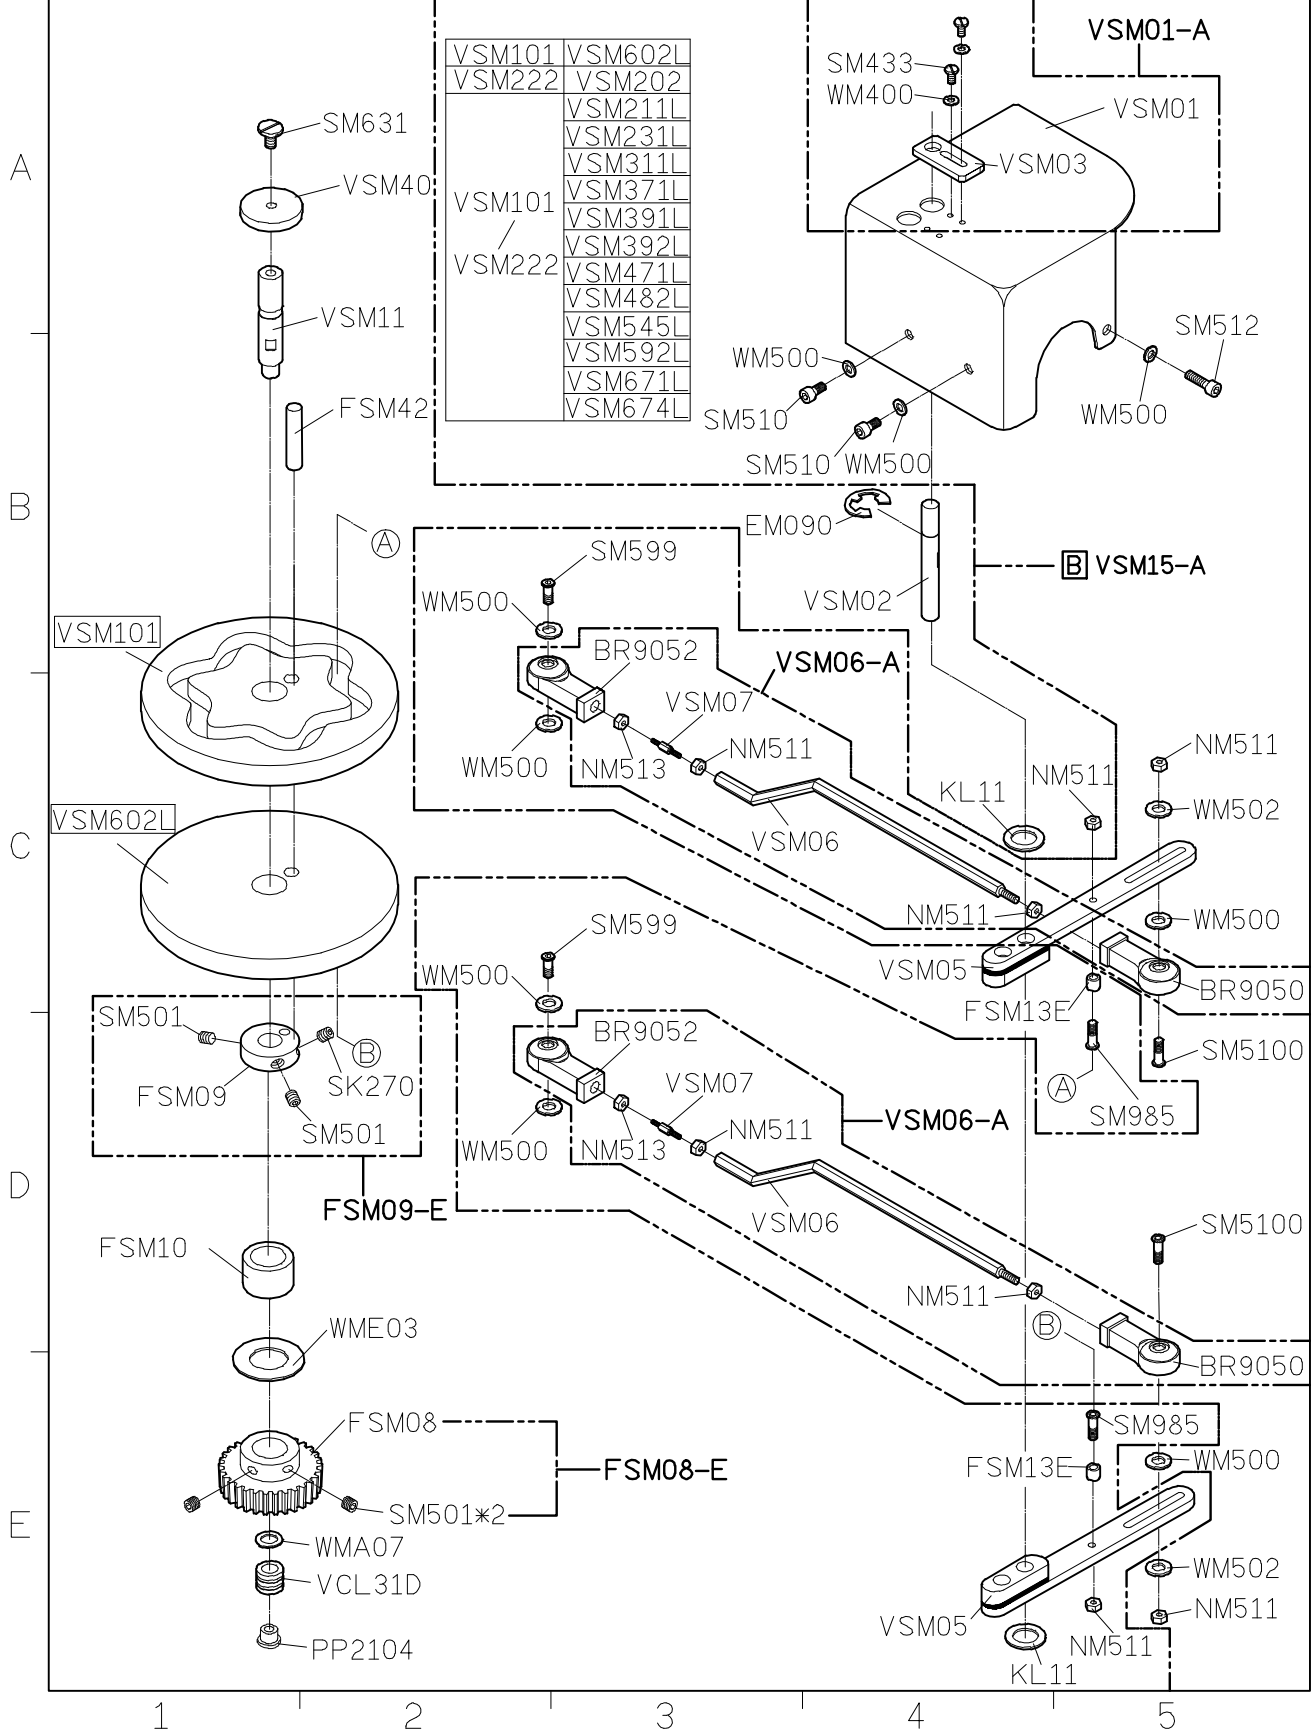 VSM01-A
VSM101 VSM602L
VSM222 VSM202
VSM211L
VSM231L
VSM311L
VSM371L
VSM391L
VSM392L
VSM471L
VSM482L
VSM545L
VSM592L
VSM671L
VSM674L
VSM101
VSM222
SM433
WM400
VSM01
VSM03
SM631
A
VSM40
VSM11
SM512
WM500
WM500
SM510
FSM42
SM510
WM500
B
EM090
A
SM599
B VSM15-A
WM500
VSM02
VSM101
BR9052
VSM06-A
VSM07
NM511
NM511
WM500
NM513
NM511
KL11
WM502
VSM602L
VSM06
C
NM511
WM500
SM599
VSM05
WM500
BR9050
FSM13E
SM501
BR9052
B
SM5100
FSM09
SK270
VSM07
A
SM985
SM501
WM500
NM513
NM511
VSM06-A
D
FSM09-E
VSM06
SM5100
FSM10
NM511
WME03
B
BR9050
FSM08
SM985
FSM08-E
FSM13E
WM500
SM501*2
E
WMA07
WM502
VCL31D
NM511
VSM05
PP2104
NM511
KL11
1 2 3 4 5